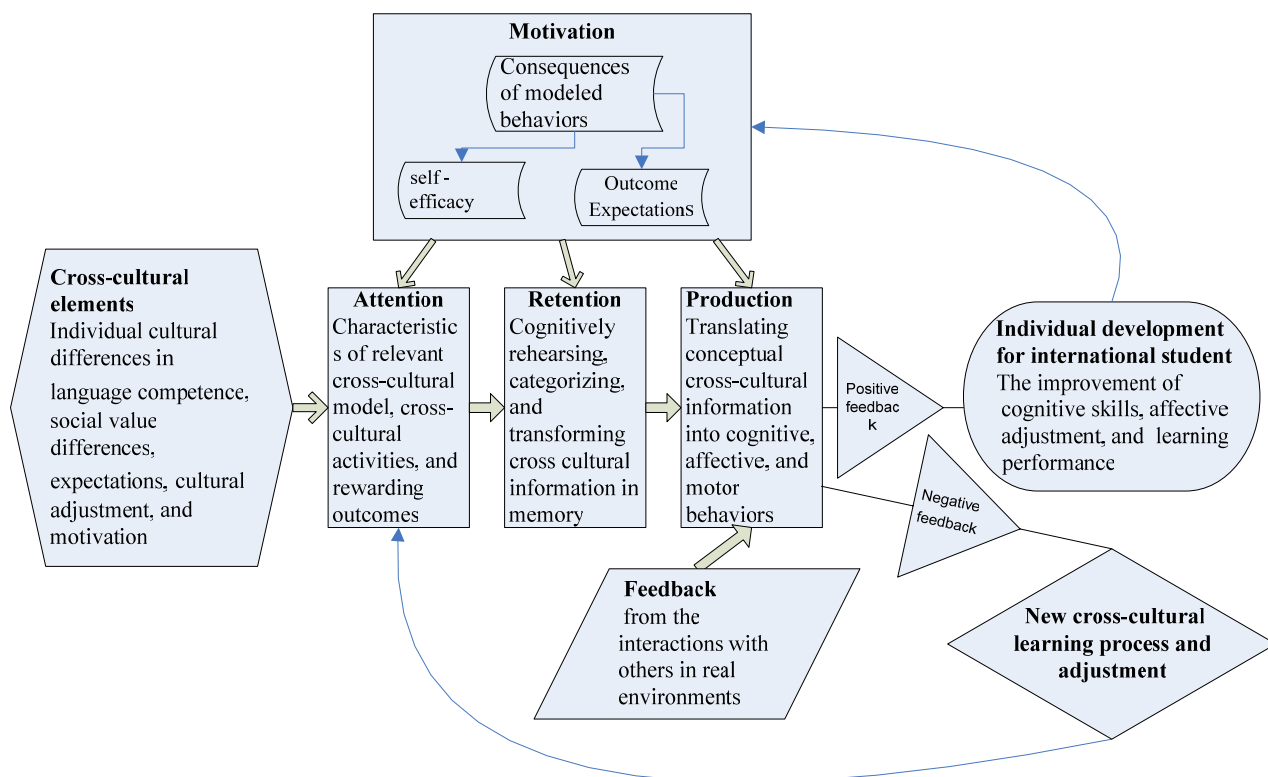 Motivation
Consequences
of modeled
behaviors
self -
efficacy
Outcome
Expectations
Cross-cultural
elements
Individual cultural
differences in
language competence,
social value
differences,
expectations, cultural
adjustment, and
motivation
Attention
Characteristic
s of relevant
cross-cultural
model, cross-
cultural
activities, and
rewarding
outcomes
Retention
Cognitively
rehearsing,
categorizing,
and
transforming
cross cultural
information in
memory
Production
Translating
conceptual
cross-cultural
information
into cognitive,
affective, and
motor
behaviors
Positive
feedbac
k
Individual development
for international student
The improvement of
cognitive skills, affective
adjustment, and learning
performance
Negative
feedback
Feedback
from the
interactions with
others in real
environments
New cross-cultural
learning process and
adjustment